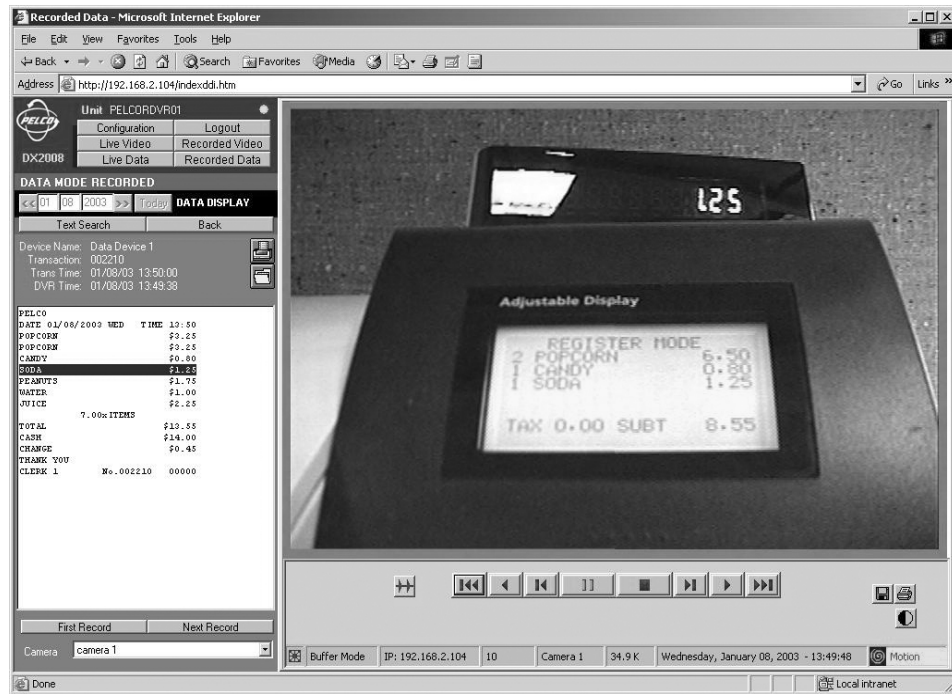 Recorded Data - Microsoft Internet Explorer
File Edit View Favorites Tools Help
Back Search Favorites Media
Address http://192.168.2.104/indexddi.htm Go Links »
PELCO
DX2008
Unit PELCORDVR01
Configuration Logout
Live Video Recorded Video
Live Data Recorded Data
DATA MODE RECORDED
<< 01 08 2003 >> Today DATA DISPLAY
Text Search Back
Device Name: Data Device 1
Transaction: 002210
Trans Time: 01/08/03 13:50:00
DVR Time: 01/08/03 13:49:38
PELCO
DATE 01/08/2003 WED TIME 13:50
POPCORN $3.25
POPCORN $3.25
CANDY $0.80
SODA $1.25
PEANUTS $1.75
WATER $1.00
JUICE $2.25
7.00x ITEMS
TOTAL $13.55
CASH $14.00
CHANGE $0.45
THANK YOU
CLERK 1 No.002210 00000
First Record Next Record
Camera camera 1
1.25
Adjustable Display
REGISTER MODE
2 POPCORN 6.50
1 CANDY 0.80
1 SODA 1.25
TAX 0.00 SUBT 8.55
Buffer Mode IP: 192.168.2.104 10 Camera 1 34.9 K Wednesday, January 08, 2003 - 13:49:48 Motion
Done Local intranet